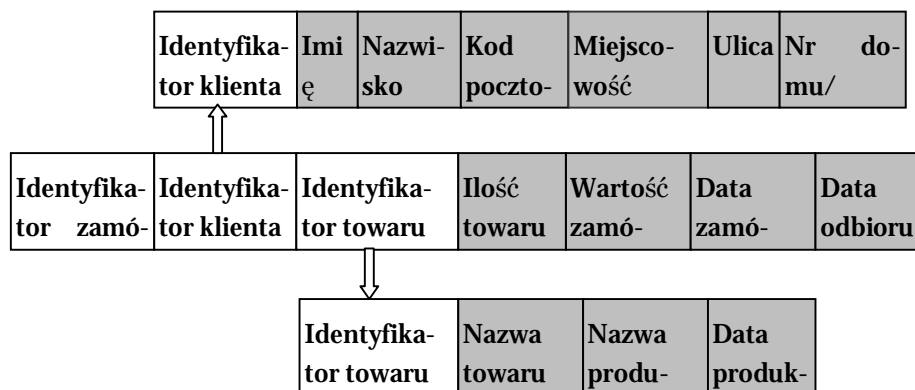 Identyfika- Imi Nazwi- Kod Miejsco- Ulica Nr do-
tor klienta ę sko poczto- wość mu/
Identyfika- Identyfika- Identyfika- Ilość Wartość Data Data
tor zamó- tor klienta tor towaru towaru zamó- zamó- odbioru
Identyfika- Nazwa Nazwa Data
tor towaru towaru produ- produk-